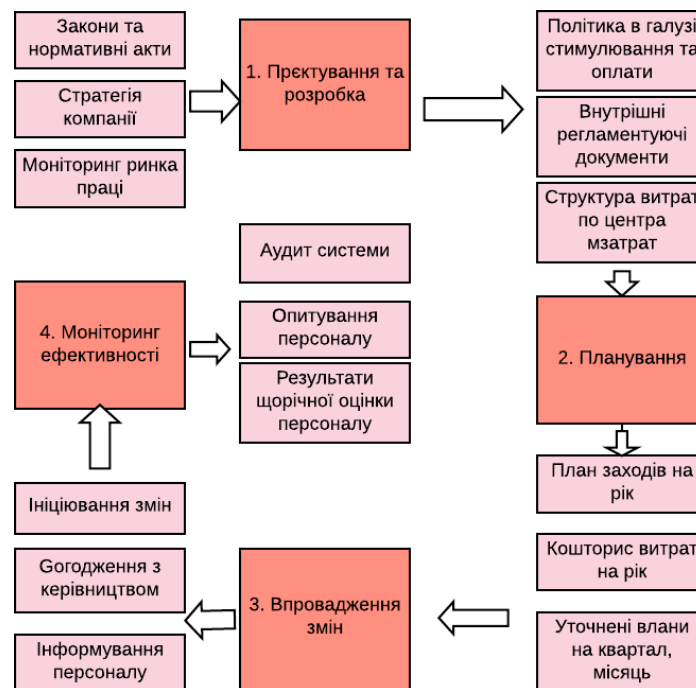 Закони та
нормативні акти
Стратегія
компанії
Моніторинг ринка
праці
1. Прєктування та
розробка
Політика в галузі
стимулювання та
оплати
Внутрішні
регламентуючі
документи
Структура витрат
по центра
мзатрат
2. Планування
План заходів на
рік
Кошторис витрат
на рік
Уточнені влани
на квартал,
місяць
3. Впровадження
змін
Ініціювання змін
Gогодження з
керівництвом
Інформування
персоналу
4. Моніторинг
ефективності
Аудит системи
Опитування
персоналу
Результати
щорічної оцінки
персоналу